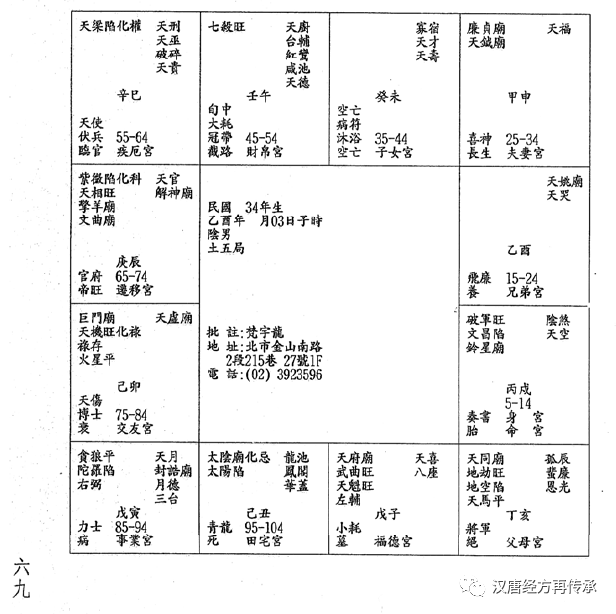 天梁陷化權 天刑
天巫
破碎
天貴
辛巳
天使
伏兵 55-64
臨官 疾厄宮
七殺旺 天廚
台輔
紅鸞
咸池
天德
壬午
旬中
大耗
冠帶 45-54
截路 財帛宮
寡宿
天才
天壽
癸未
空亡
病符
沐浴 35-44
空亡 子女宮
廉貞廟 天福
天鉞廟
甲申
喜神 25-34
長生 夫妻宮
紫微陷化科 天官
天相旺 解神廟
擎羊廟
文曲廟
庚辰
官府 65-74
帝旺 遷移宮
民國 34年生
乙酉年 月03日于時
陰男
土五局
批 註:梵宇龍
地 址:北市金山南路
2段215巷 27號1F
電 話:(02) 3923596
天姚廟
天哭
乙酉
飛廉 15-24
養 兄弟宮
巨門廟 天虛廟
天機旺化祿
祿存
火星平
己卯
天傷
博士 75-84
衰 交友宮
破軍旺 陰煞
文昌陷 天空
鈴星廟
丙戌
5-14
奏書 身 宮
胎 命 宮
貪狼平 天月
陀羅陷 封誥廟
右弼 月德
三台
戊寅
力士 85-94
病 事業宮
太陰廟化忌 龍池
太陽陷 鳳閣
華蓋
己丑
青龍 95-104
死 田宅宮
天府廟 天喜
武曲旺 八座
天魁旺
左輔
戊子
小耗
墓 福德宮
天同廟 孤辰
地劫旺 蜚廉
地空陷 恩光
天馬平
丁亥
將軍
絕 父母宮
六九
汉唐经方再传承